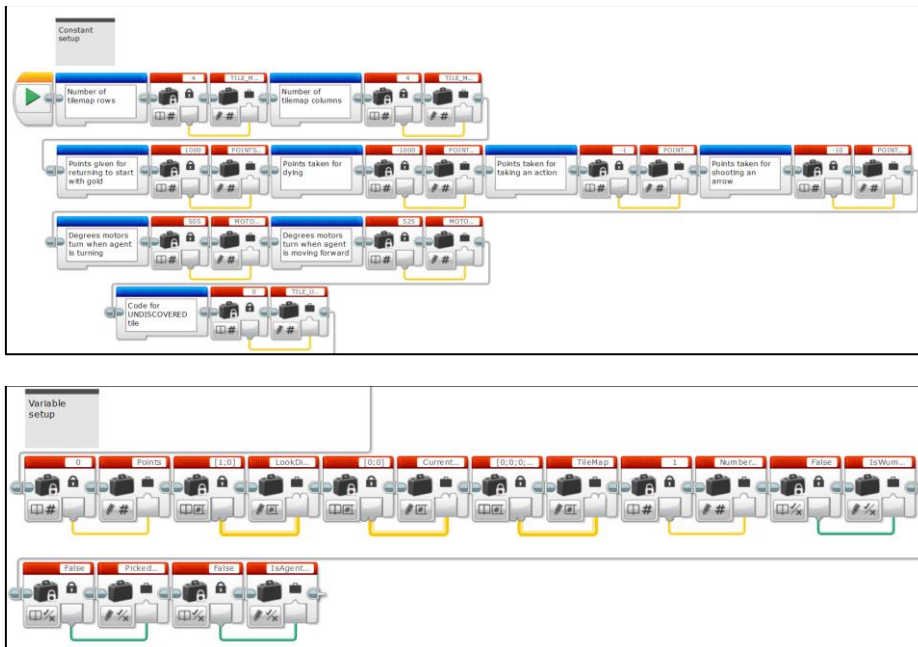 Constant
setup
4 TILE_M... 4 TILE_M...
Number of
tilemap rows
Number of
tilemap columns
1000 POINTS... -1000 POINT... -1 POINT... -10 POINT...
Points given for
returning to start
with gold
Points taken for
dying
Points taken for
taking an action
Points taken for
shooting an
arrow
505 MOTO... 525 MOTO...
Degrees motors
turn when agent
is turning
Degrees motors
turn when agent
is moving forward
0 TILE_U...
Code for
UNDISCOVERED
tile
Variable
setup
0 Points [1;0] LookDi... [0;0] Current... [0;0;0;... TileMap 1 Number... False IsWum...
False Picked... False IsAgent...